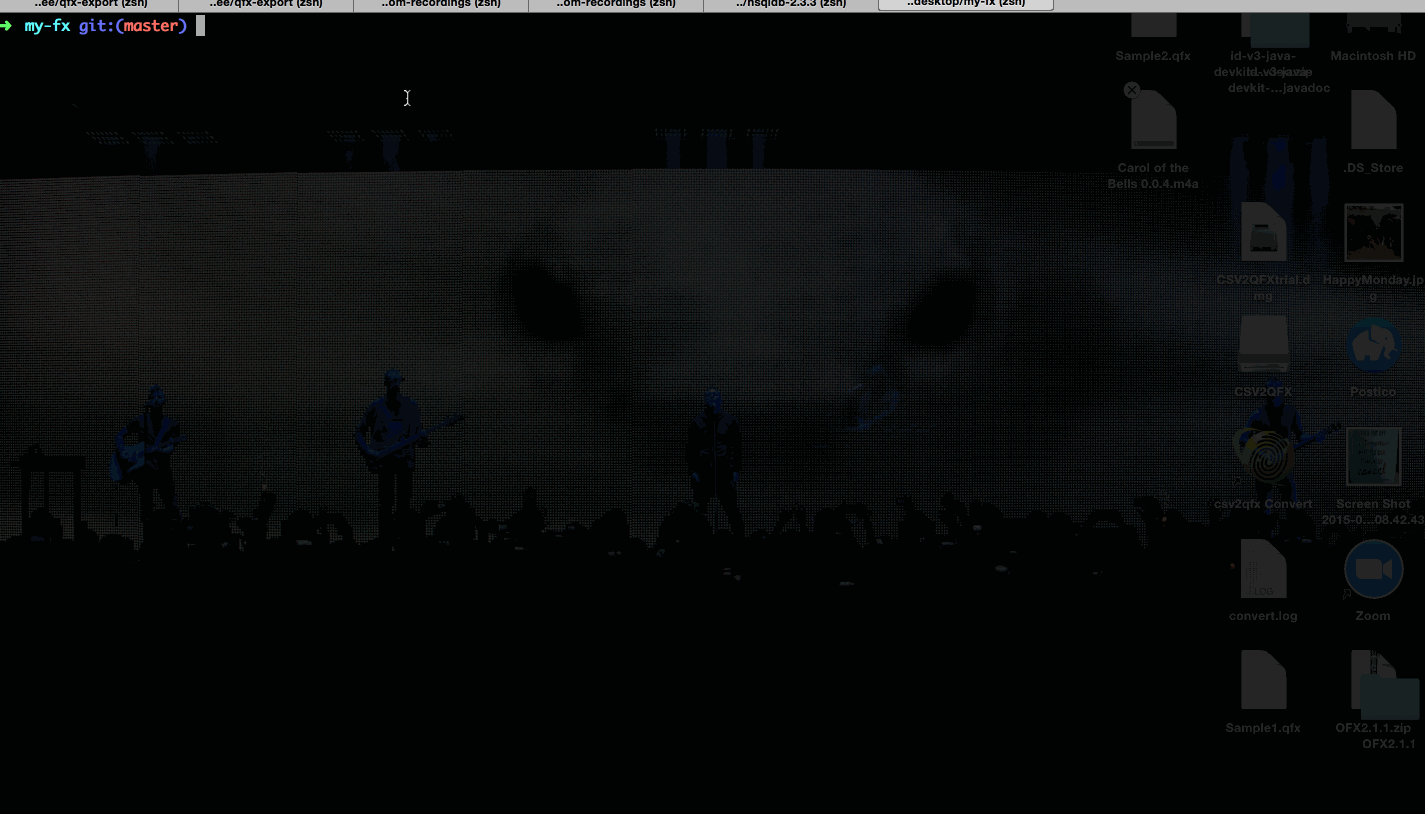 ..ee/qfx-export (zsh)
..ee/qfx-export (zsh)
..om-recordings (zsh)
..om-recordings (zsh)
../hsqldb-2.3.3 (zsh)
..desktop/my-fx (zsh)
➜ my-fx git:(master)
Sample2.qfx
id-v3-java-
devkit-...javadoc
Macintosh HD
Carol of the
Bells 0.0.4.m4a
.DS_Store
CSV2QFXtrial.d
mg
HappyMonday.jp
g
CSV2QFX
Postico
csv2qfx Convert
Screen Shot
2015-0...08.42.43
LOG
convert.log
Zoom
Sample1.qfx
OFX2.1.1.zip
OFX2.1.1